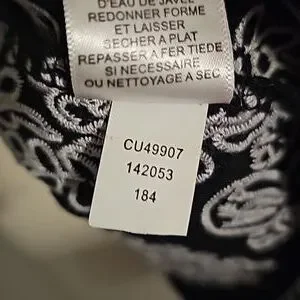 D'EAU DE JAVEL
REDONNER FORME
ET LAISSER
SECHER A PLAT
REPASSER A FER TIEDE
SI NECESSAIRE
OU NETTOYAGE A SEC
CU49907
142053
184